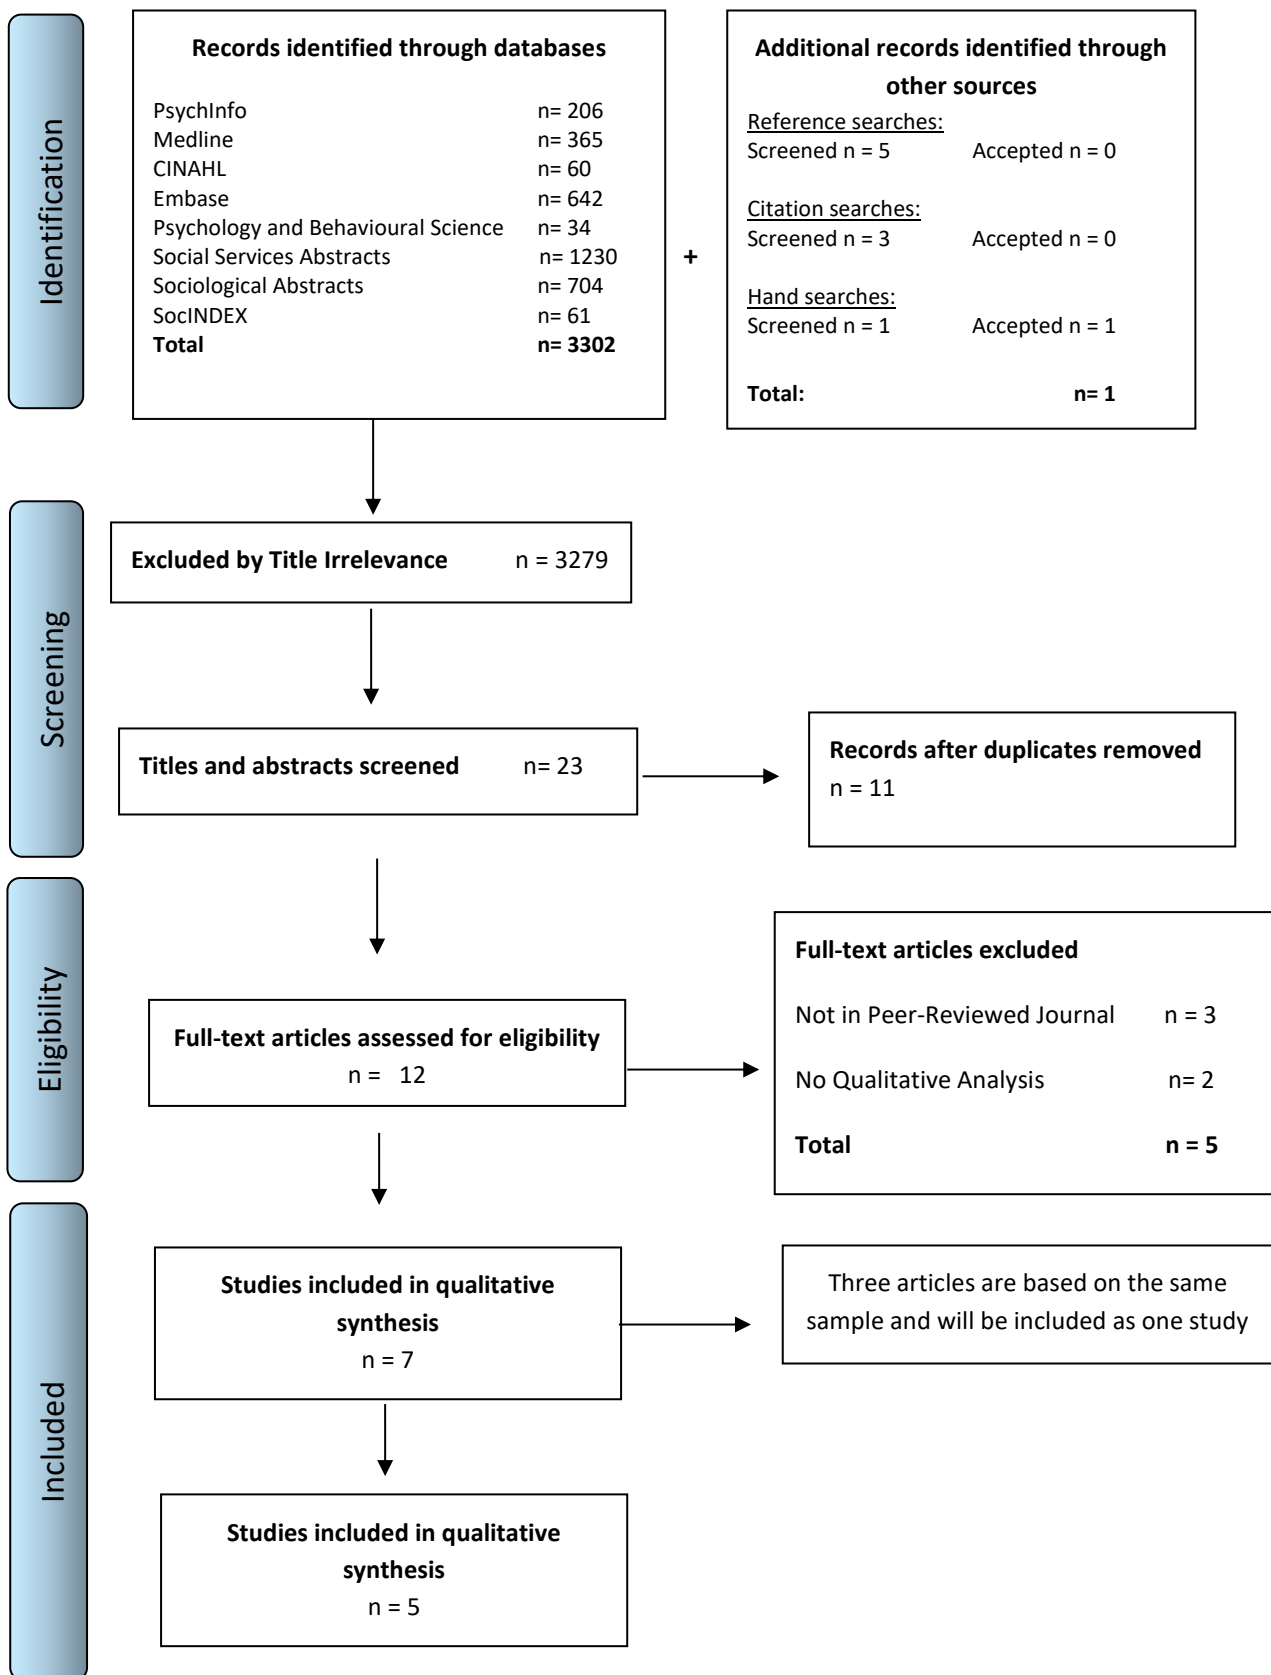 Identification
Records identified through databases
PsychInfo n= 206
Medline n= 365
CINAHL n= 60
Embase n= 642
Psychology and Behavioural Science n= 34
Social Services Abstracts n= 1230
Sociological Abstracts n= 704
SocINDEX n= 61
Total n= 3302
+
Additional records identified through
other sources
Reference searches:
Screened n = 5 Accepted n = 0
Citation searches:
Screened n = 3 Accepted n = 0
Hand searches:
Screened n = 1 Accepted n = 1
Total: n= 1
Screening
Excluded by Title Irrelevance n = 3279
Titles and abstracts screened n= 23
Records after duplicates removed
n = 11
Eligibility
Full-text articles assessed for eligibility
n = 12
Full-text articles excluded
Not in Peer-Reviewed Journal n = 3
No Qualitative Analysis n= 2
Total n = 5
Included
Studies included in qualitative
synthesis
n = 7
Three articles are based on the same
sample and will be included as one study
Studies included in qualitative
synthesis
n = 5